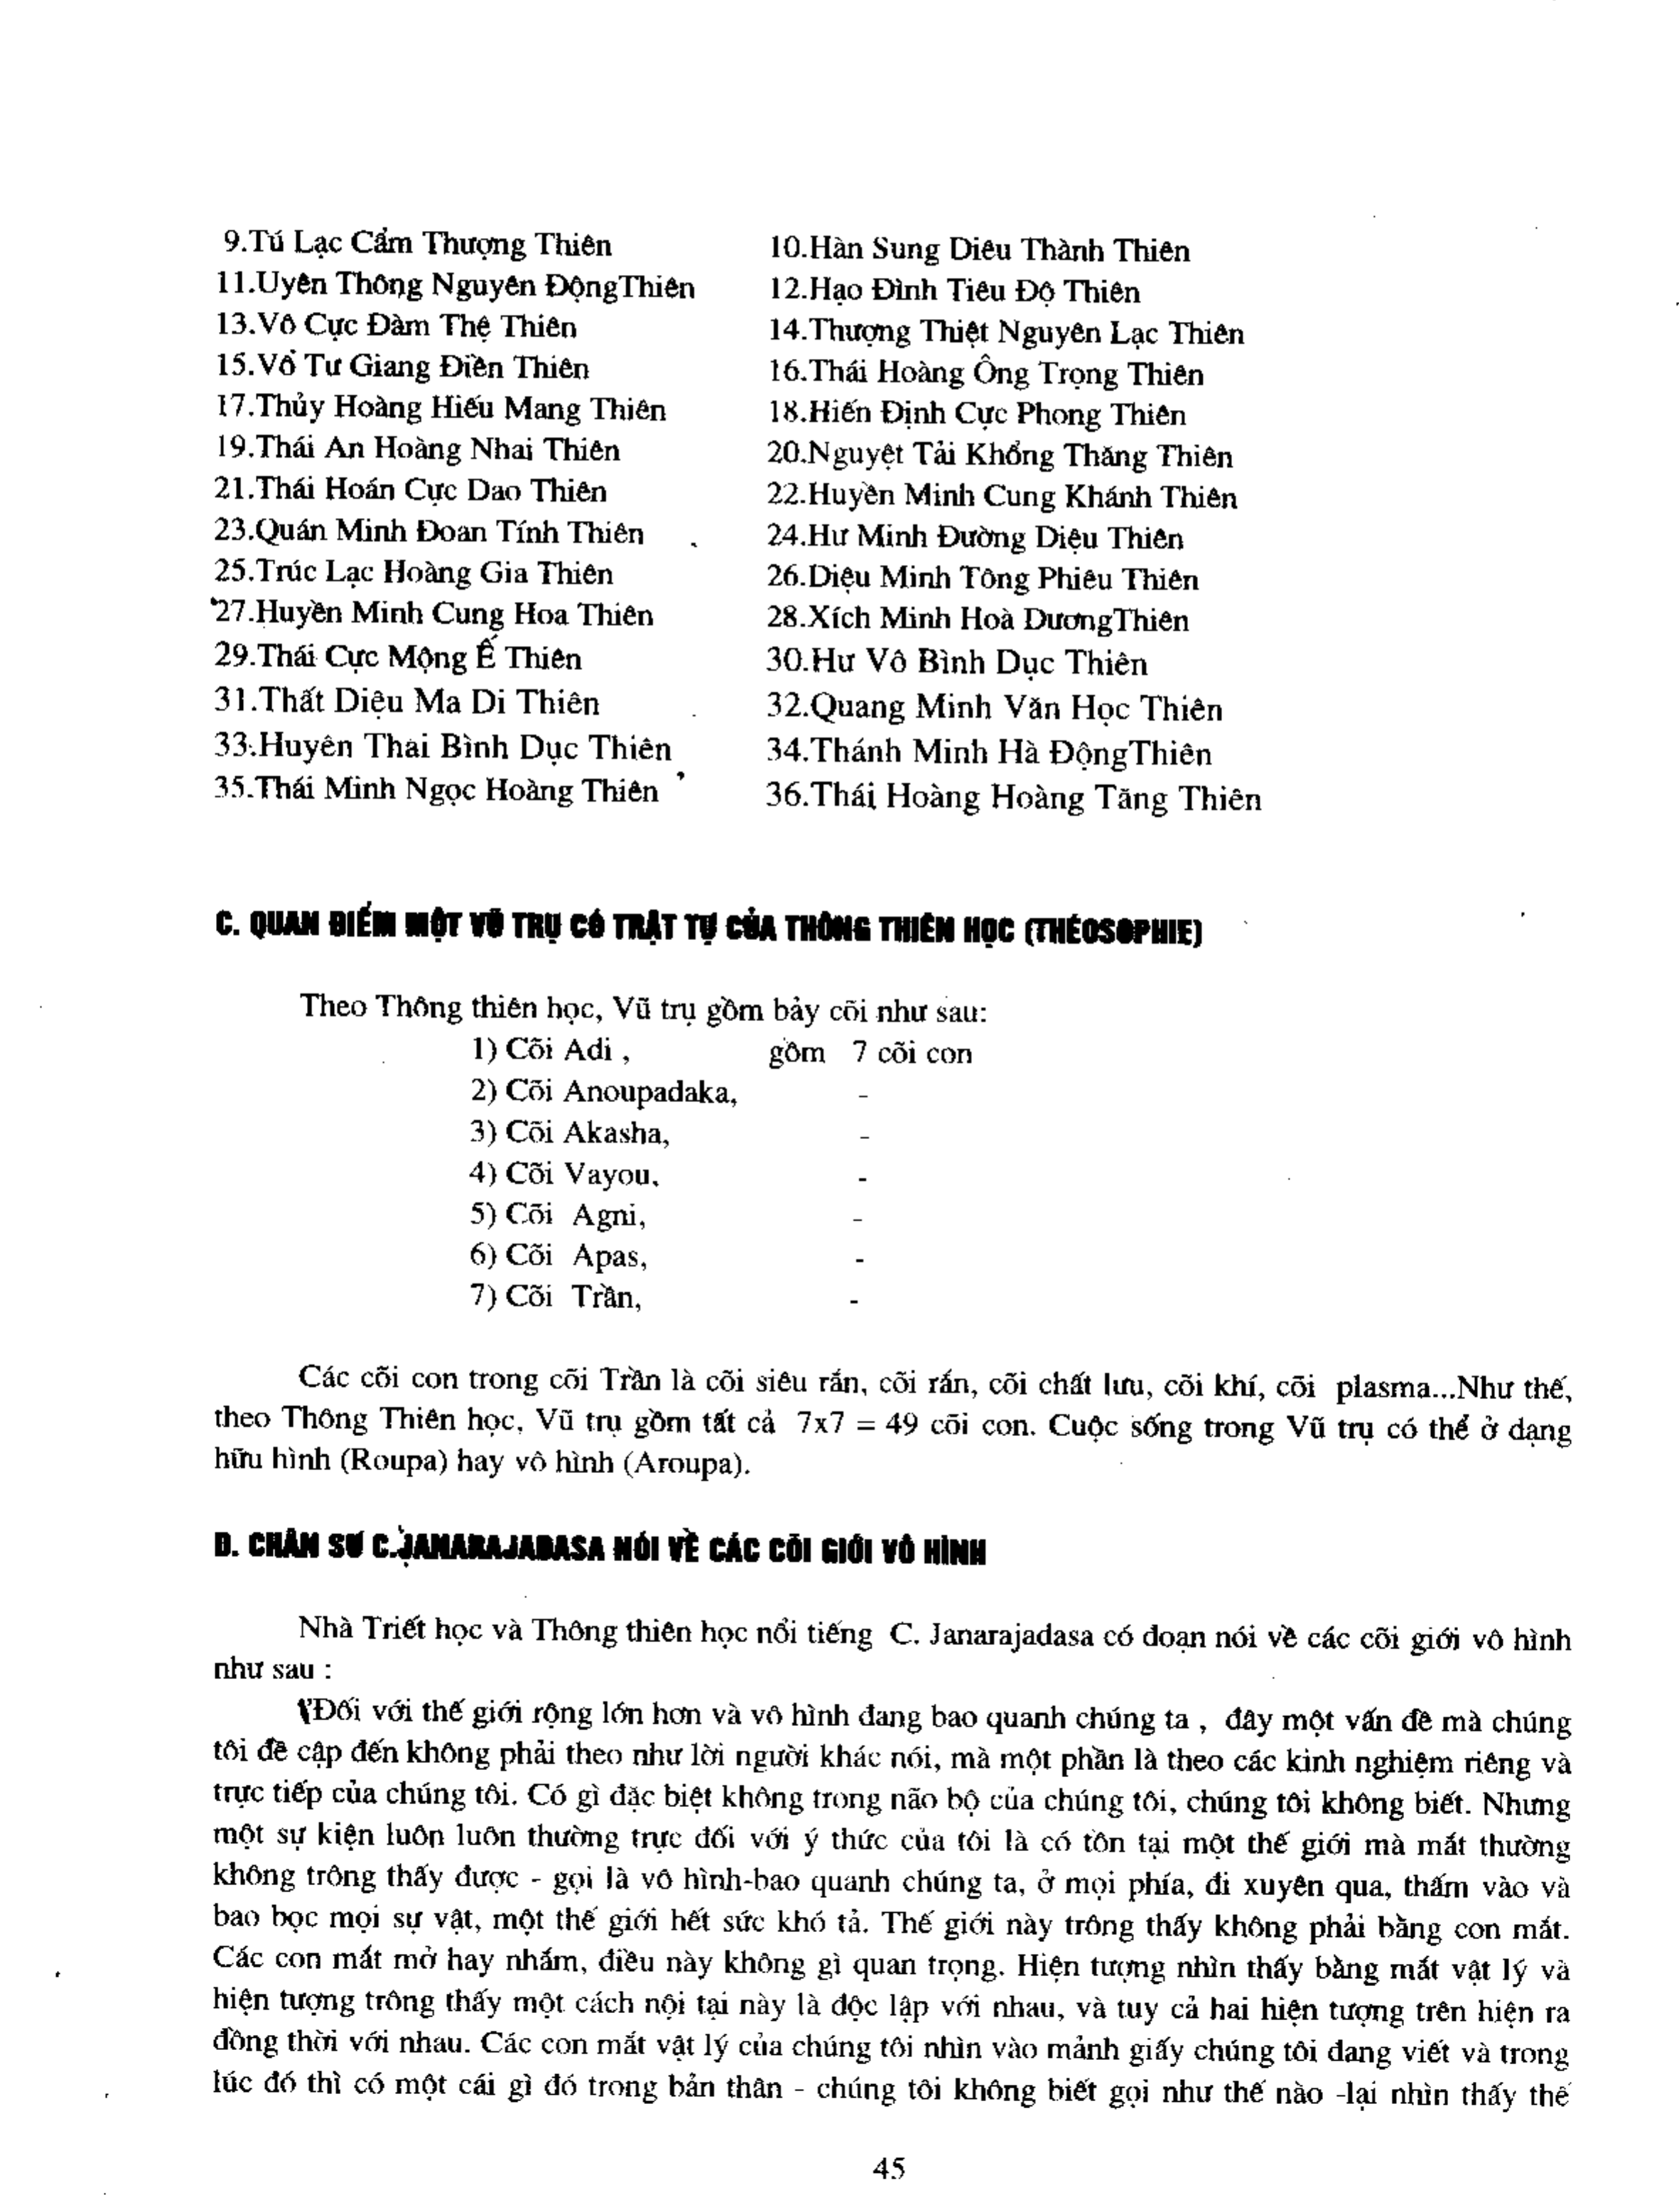 9.Tú Lạc Cẩm Thượng Thiên 10.Hàn Sung Diêu Thành Thiên
11.Uyên Thông Nguyên ĐộngThiên 12.Hạo Đình Tiêu Độ Thiên
13.Vô Cực Đàm Thệ Thiên 14.Thượng Thiệt Nguyên Lạc Thiên
15.Vô Tư Giang Điền Thiên 16.Thái Hoàng Ông Trọng Thiên
17.Thủy Hoàng Hiếu Mang Thiên 18.Hiến Định Cực Phong Thiên
19.Thái An Hoàng Nhai Thiên 20.Nguyệt Tải Khổng Thăng Thiên
21.Thái Hoán Cực Dao Thiên 22.Huyền Minh Cung Khánh Thiên
23.Quán Minh Đoan Tính Thiên 24.Hư Minh Đường Diệu Thiên
25.Trúc Lạc Hoàng Gia Thiên 26.Diệu Minh Tông Phiêu Thiên
27.Huyền Minh Cung Hoa Thiên 28.Xích Minh Hoà DươngThiên
29.Thái Cực Mộng Ế Thiên 30.Hư Vô Bình Dục Thiên
31.Thất Diệu Ma Di Thiên 32.Quang Minh Văn Học Thiên
33.Huyên Thai Bình Dục Thiên 34.Thánh Minh Hà ĐộngThiên
35.Thái Minh Ngọc Hoàng Thiên 36.Thái Hoàng Hoàng Tăng Thiên
C. QUAN ĐIỂM MỘT VŨ TRỤ CÓ TRẬT TỰ CỦA THÔNG THIÊN HỌC (THÉOSOPHIE)
Theo Thông thiên học, Vũ trụ gồm bảy cõi như sau:
1) Cõi Adi , gồm 7 cõi con
2) Cõi Anoupadaka, -
3) Cõi Akasha, -
4) Cõi Vayou, -
5) Cõi Agni, -
6) Cõi Apas, -
7) Cõi Trần, -
Các cõi con trong cõi Trần là cõi siêu rắn, cõi rắn, cõi chất lưu, cõi khí, cõi plasma...Như thế,
theo Thông Thiên học, Vũ trụ gồm tất cả 7x7 = 49 cõi con. Cuộc sống trong Vũ trụ có thể ở dạng
hữu hình (Roupa) hay vô hình (Aroupa).
D. CHÂN SƯ C.JANARAJADASA NÓI VỀ CÁC CÕI GIỚI VÔ HÌNH
Nhà Triết học và Thông thiên học nổi tiếng C. Janarajadasa có đoạn nói về các cõi giới vô hình
như sau :
"Đối với thế giới rộng lớn hơn và vô hình đang bao quanh chúng ta , đây một vấn đề mà chúng
tôi đề cập đến không phải theo như lời người khác nói, mà một phần là theo các kinh nghiệm riêng và
trực tiếp của chúng tôi. Có gì đặc biệt không trong não bộ của chúng tôi, chúng tôi không biết. Nhưng
một sự kiện luôn luôn thường trực đối với ý thức của tôi là có tồn tại một thế giới mà mắt thường
không trông thấy được - gọi là vô hình-bao quanh chúng ta, ở mọi phía, đi xuyên qua, thấm vào và
bao bọc mọi sự vật, một thế giới hết sức khó tả. Thế giới này trông thấy không phải bằng con mắt.
Các con mắt mở hay nhắm, điều này không gì quan trọng. Hiện tượng nhìn thấy bằng mắt vật lý và
hiện tượng trông thấy một cách nội tại này là độc lập với nhau, và tuy cả hai hiện tượng trên hiện ra
đồng thời với nhau. Các con mắt vật lý của chúng tôi nhìn vào mảnh giấy chúng tôi đang viết và trong
lúc đó thì có một cái gì đó trong bản thân - chúng tôi không biết gọi như thế nào -lại nhìn thấy thế
45